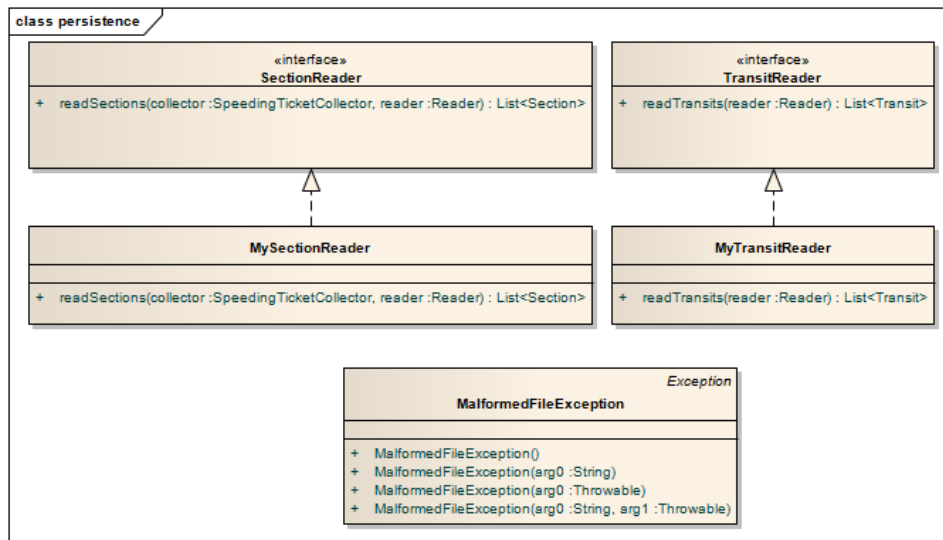 class persistence
«interface»
SectionReader
+ readSections(collector :SpeedingTicketCollector, reader :Reader) : List<Section>
«interface»
TransitReader
+ readTransits(reader :Reader) : List<Transit>
MySectionReader
+ readSections(collector :SpeedingTicketCollector, reader :Reader) : List<Section>
MyTransitReader
+ readTransits(reader :Reader) : List<Transit>
Exception
MalformedFileException
+ MalformedFileException()
+ MalformedFileException(arg0 :String)
+ MalformedFileException(arg0 :Throwable)
+ MalformedFileException(arg0 :String, arg1 :Throwable)